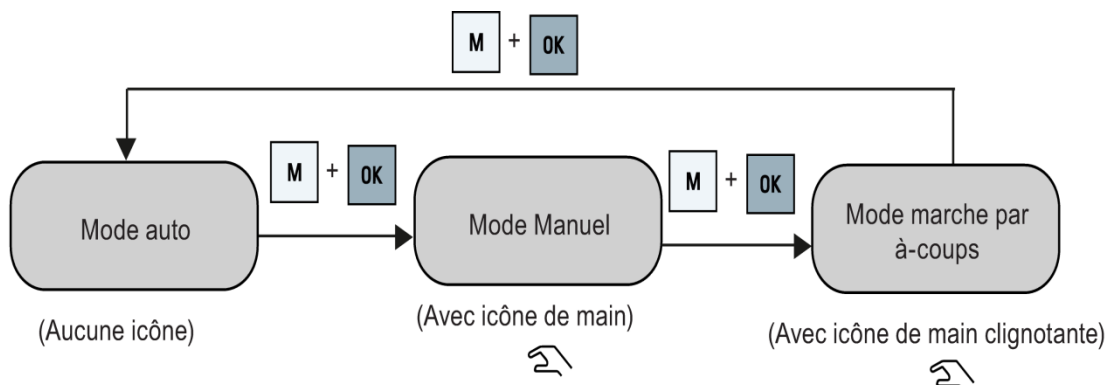 M + OK
M + OK
M + OK
Mode auto
Mode Manuel
Mode marche par
à-coups
(Aucune icône)
(Avec icône de main)
(Avec icône de main clignotante)